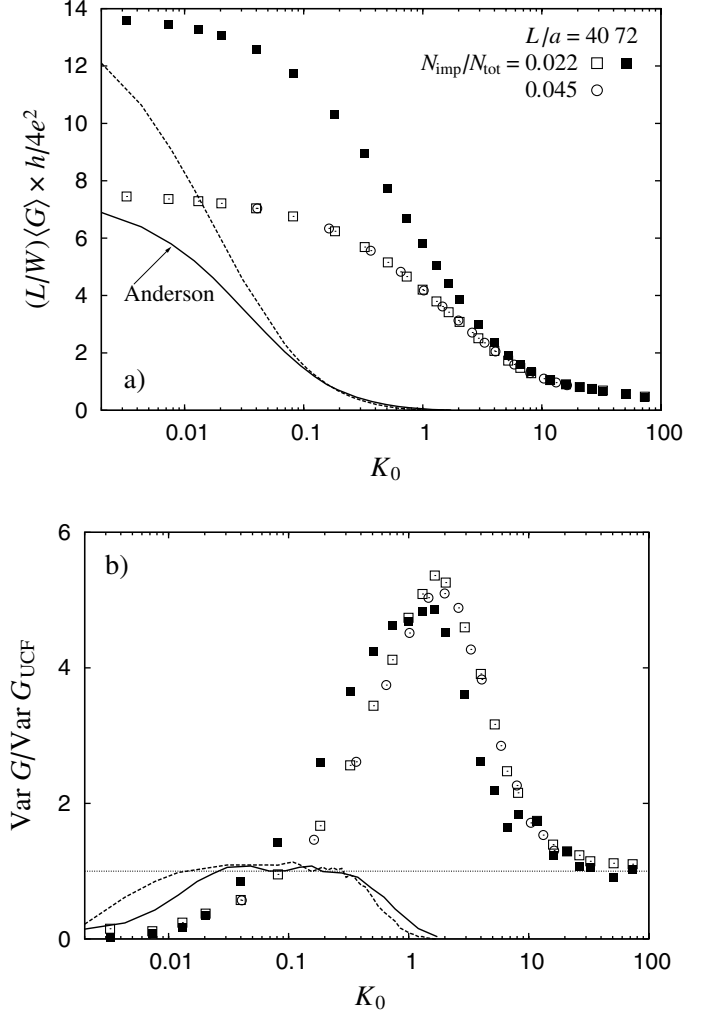 14
12
10
8
6
4
2
0
(L/W)⟨G⟩ × h/4e²
L/a = 40 72
N_imp/N_tot = 0.022
0.045
Anderson
a)
0.01
0.1
1
10
100
K₀
6
4
2
0
Var G/Var G_UCF
b)
0.01
0.1
1
10
100
K₀